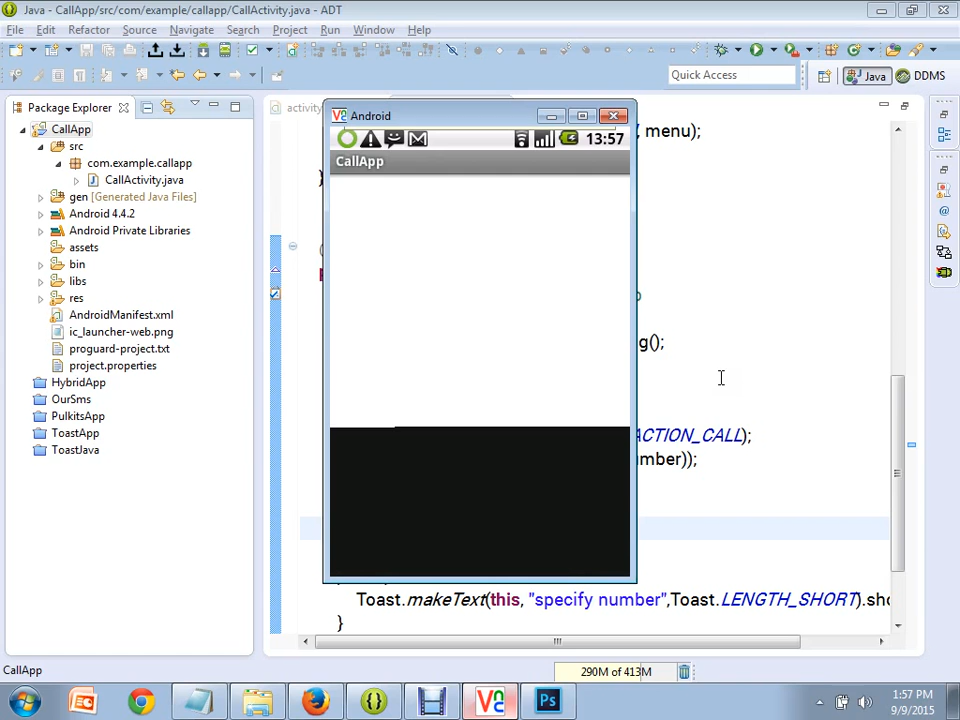 Java - CallApp/src/com/example/callapp/CallActivity.java - ADT
File Edit Refactor Source Navigate Search Project Run Window Help
Quick Access
Java
DDMS
Package Explorer
CallApp
src
com.example.callapp
CallActivity.java
gen [Generated Java Files]
Android 4.4.2
Android Private Libraries
assets
bin
libs
res
AndroidManifest.xml
ic_launcher-web.png
proguard-project.txt
project.properties
HybridApp
OurSms
PulkitsApp
ToastApp
ToastJava
activity
, menu);
}
g();
ACTION_CALL);
mber));
Toast.makeText(this, "specify number",Toast.LENGTH_SHORT).sho
}
Android
13:57
CallApp
CallApp
290M of 413M
1:57 PM
9/9/2015